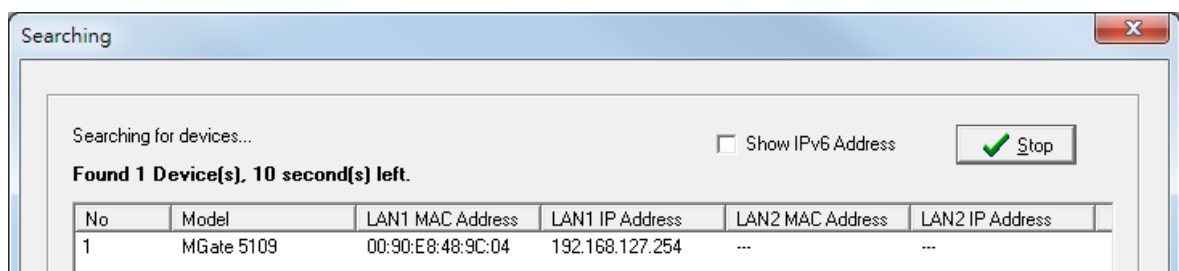 Searching
Searching for devices...
Show IPv6 Address
Stop
Found 1 Device(s), 10 second(s) left.
No Model LAN1 MAC Address LAN1 IP Address LAN2 MAC Address LAN2 IP Address
1 MGate 5109 00:90:E8:48:9C:04 192.168.127.254 --- ---